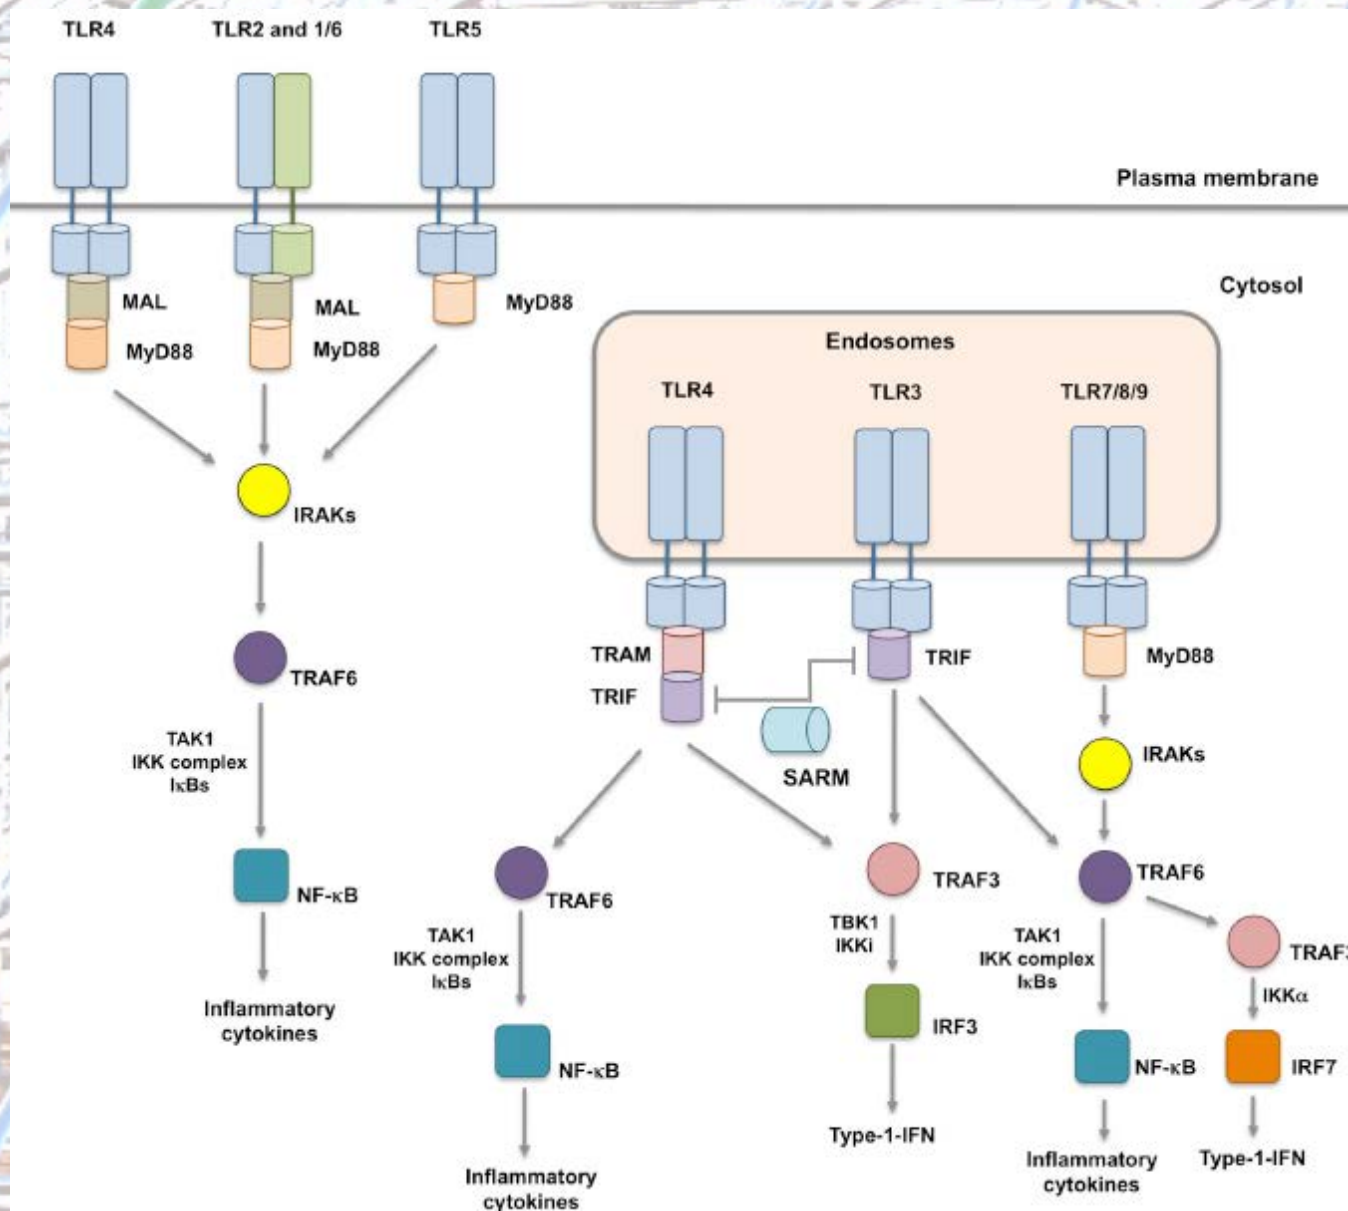 TLR4
TLR2 and 1/6
TLR5
Plasma membrane
MAL
MyD88
MAL
MyD88
MyD88
Cytosol
Endosomes
TLR4
TLR3
TLR7/8/9
IRAKs
TRAM
TRIF
TRIF
MyD88
TRAF6
SARM
IRAKs
TAK1
IKK complex
IκBs
NF-κB
TRAF6
TRAF3
TRAF6
TAK1
IKK complex
IκBs
TBK1
IKKi
TAK1
IKK complex
IκBs
TRAF3
IKKα
Inflammatory
cytokines
IRF3
NF-κB
NF-κB
IRF7
Type-1-IFN
Inflammatory
cytokines
Inflammatory
cytokines
Type-1-IFN